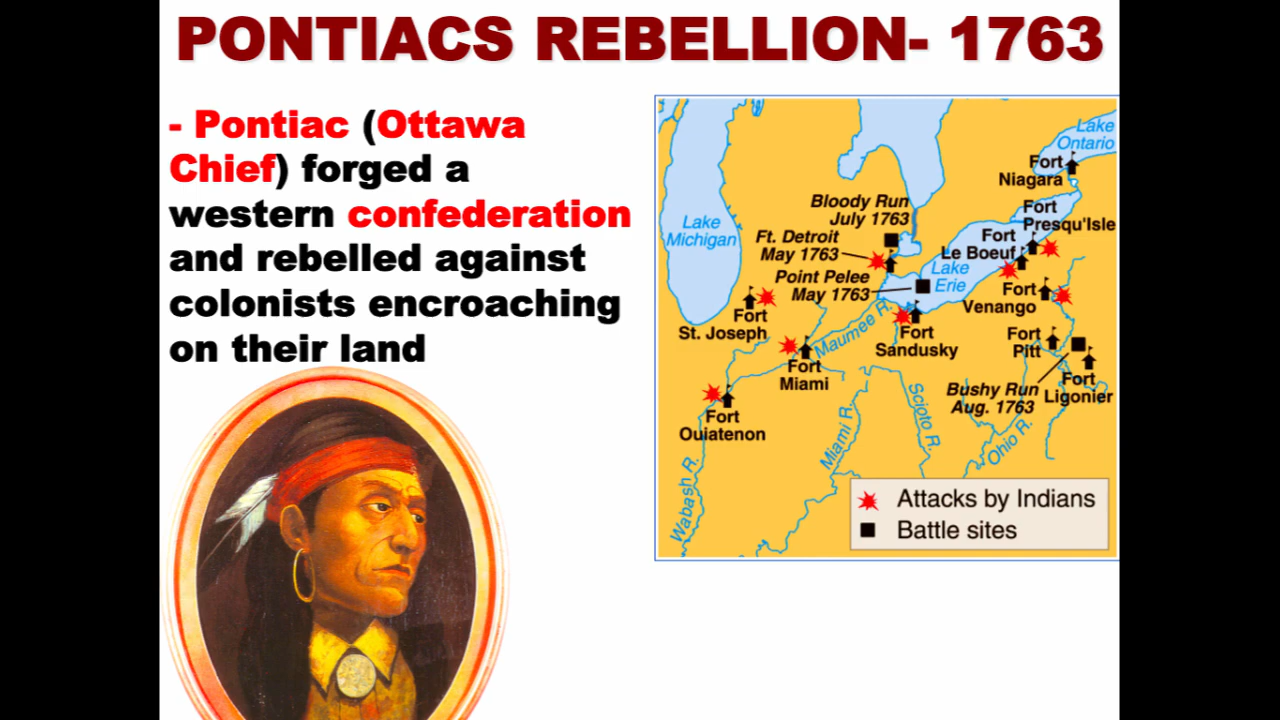 PONTIACS REBELLION- 1763
- Pontiac (Ottawa
Chief) forged a
western confederation
and rebelled against
colonists encroaching
on their land
Lake
Ontario
Fort
Niagara
Bloody Run
July 1763
Fort
Presqu'Isle
Lake
Michigan
Ft. Detroit
May 1763
Fort
Le Boeuf
Point Pelee
May 1763
Lake
Erie
Fort
Venango
Fort
St. Joseph
Maumee R.
Fort
Sandusky
Fort
Pitt
Fort
Miami
Fort
Ligonier
Bushy Run
Aug. 1763
Fort
Ouiatenon
Miami R.
Scioto R.
Ohio R.
Wabash R.
Attacks by Indians
Battle sites